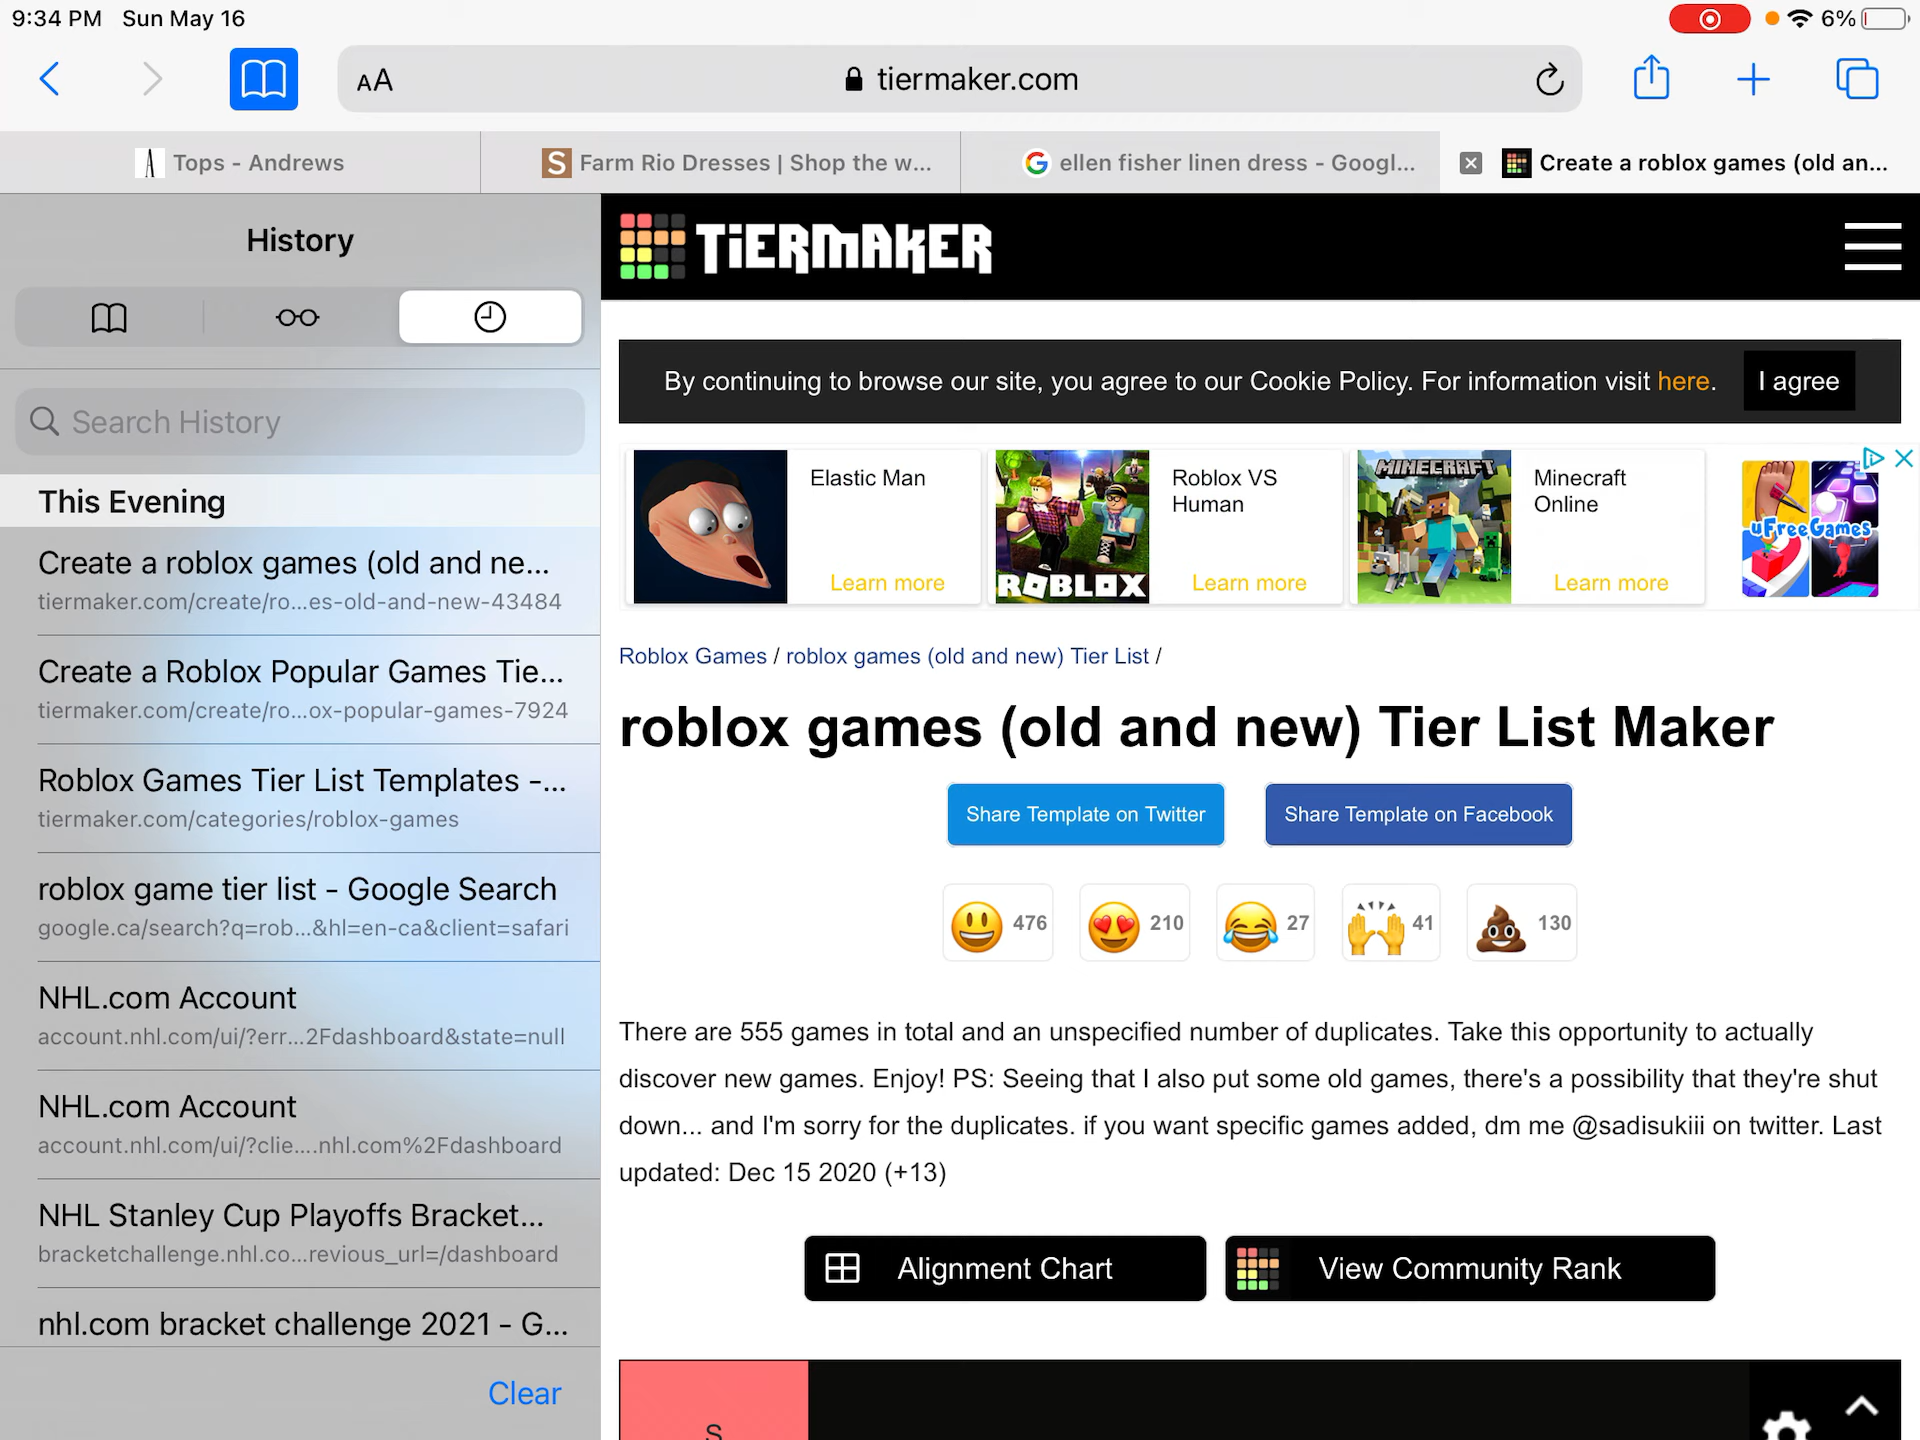 9:34 PM Sun May 16
6%
AA
tiermaker.com
Tops - Andrews
Farm Rio Dresses | Shop the w...
ellen fisher linen dress - Googl...
Create a roblox games (old an...
History
Search History
This Evening
Create a roblox games (old and ne...
tiermaker.com/create/ro...es-old-and-new-43484
Create a Roblox Popular Games Tie...
tiermaker.com/create/ro...ox-popular-games-7924
Roblox Games Tier List Templates -...
tiermaker.com/categories/roblox-games
roblox game tier list - Google Search
google.ca/search?q=rob...&hl=en-ca&client=safari
NHL.com Account
account.nhl.com/ui/?err...2Fdashboard&state=null
NHL.com Account
account.nhl.com/ui/?clie....nhl.com%2Fdashboard
NHL Stanley Cup Playoffs Bracket...
bracketchallenge.nhl.co...revious_url=/dashboard
nhl.com bracket challenge 2021 - G...
Clear
TiERMAKER
By continuing to browse our site, you agree to our Cookie Policy. For information visit here.
I agree
Elastic Man
Learn more
ROBLOX
Roblox VS
Human
Learn more
MINECRAFT
Minecraft
Online
Learn more
uFreeGames
Roblox Games / roblox games (old and new) Tier List /
roblox games (old and new) Tier List Maker
Share Template on Twitter
Share Template on Facebook
476
210
27
41
130
There are 555 games in total and an unspecified number of duplicates. Take this opportunity to actually
discover new games. Enjoy! PS: Seeing that I also put some old games, there's a possibility that they're shut
down... and I'm sorry for the duplicates. if you want specific games added, dm me @sadisukiii on twitter. Last
updated: Dec 15 2020 (+13)
Alignment Chart
View Community Rank
S